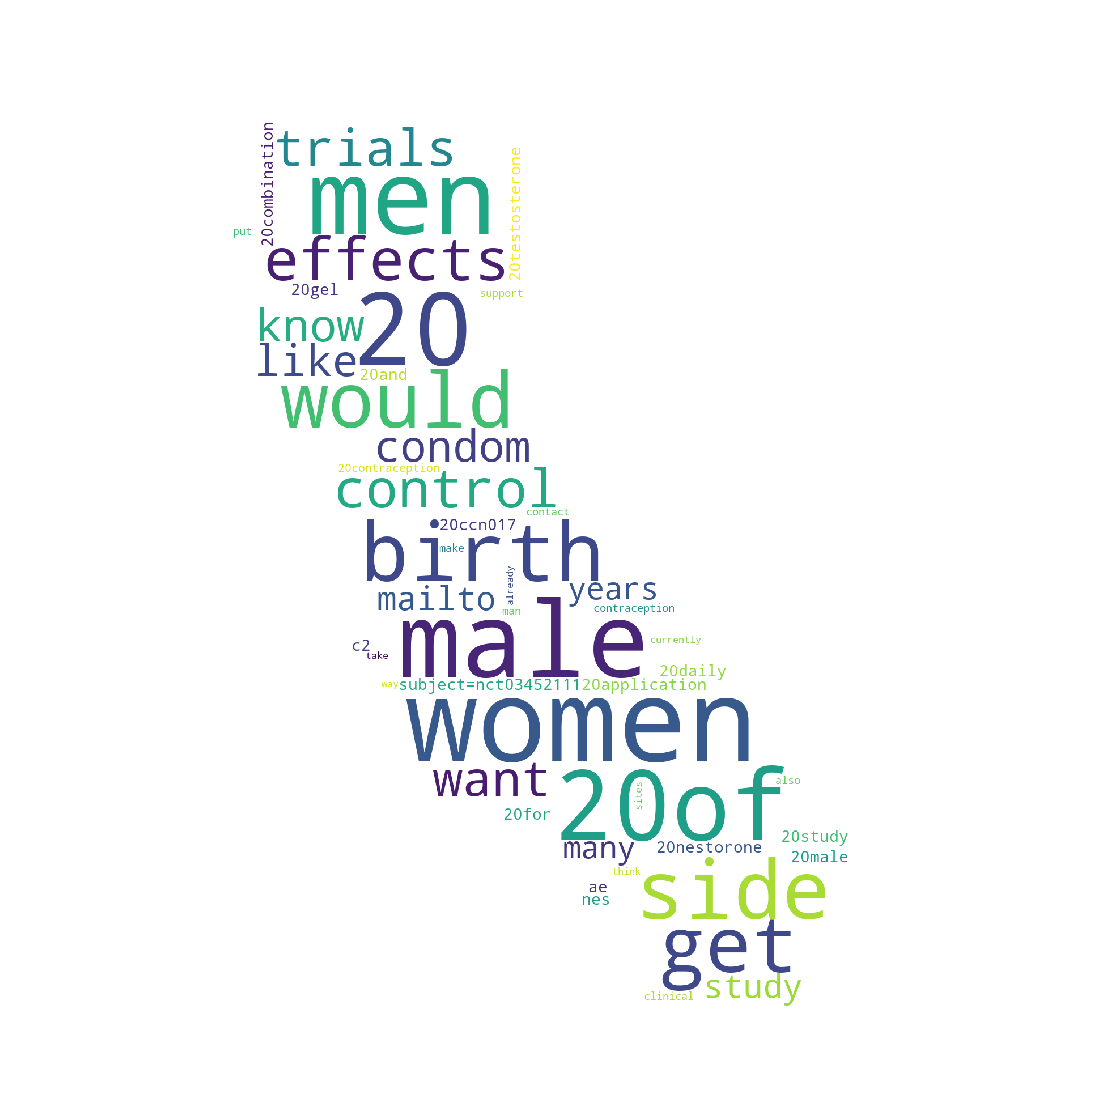 trials
20combination
men
20testosterone
put
effects
20gel
support
20
know
like
20and
would
condom
20contraception
control
contact
20ccn017
birth
make
already
years
mailto
man
contraception
male
c2
take
currently
20daily
way
subject=nct03452111
20application
women
want
20of
sites
also
20for
20study
many
20nestorone
20male
side
think
ae
nes
get
study
clinical